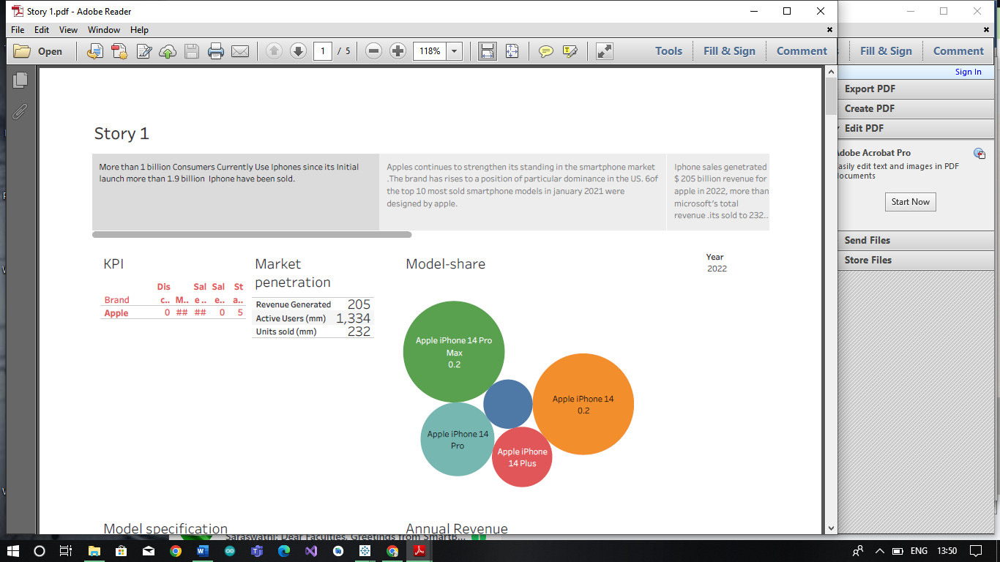 Story 1.pdf - Adobe Reader
File Edit View Window Help
Open
1 / 5
118%
Tools Fill & Sign Comment
Fill & Sign Comment
Sign In
Export PDF
Create PDF
Edit PDF
Adobe Acrobat Pro
Easily edit text and images in PDF
documents
Start Now
Send Files
Store Files
Story 1
More than 1 billion Consumers Currently Use Iphones since its Initial
launch more than 1.9 billion Iphone have been sold.
Apples continues to strengthen its standing in the smartphone market
.The brand has rises to a position of particular dominance in the US. 6of
the top 10 most sold smartphone models in january 2021 were
designed by apple.
Iphone sales genetrated
$ 205 billion revenue for
apple in 2022, more than
microsoft's total
revenue .its sold to 232..
KPI
Dis Sal Sal St
Brand c.. M.. e .. e.. a..
Apple 0 ## ## 0 5
Market
penetration
Revenue Generated 205
Active Users (mm) 1,334
Units sold (mm) 232
Model-share
Year
2022
Apple iPhone 14 Pro
Max
0.2
Apple iPhone 14
0.2
Apple iPhone 14
Pro
Apple iPhone
14 Plus
Model specification
Annual Revenue
Saraswathi: Dear Faculties, Greetings from SmartB...
ENG 13:50